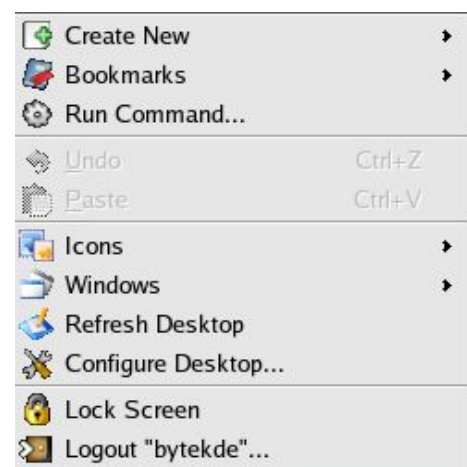 Create New
Bookmarks
Run Command...
Undo Ctrl+Z
Paste Ctrl+V
Icons
Windows
Refresh Desktop
Configure Desktop...
Lock Screen
Logout "bytekde"...